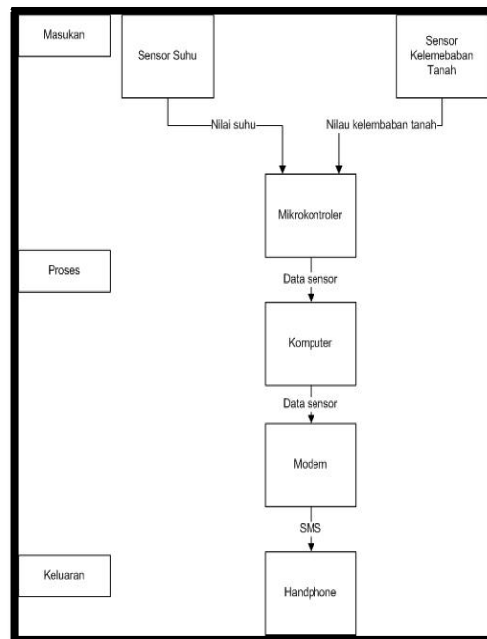 Masukan
Sensor Suhu
Sensor
Kelemebaban
Tanah
Nilai suhu
Nilau kelembaban tanah
Mikrokontroler
Proses
Data sensor
Komputer
Data sensor
Modem
SMS
Keluaran
Handphone